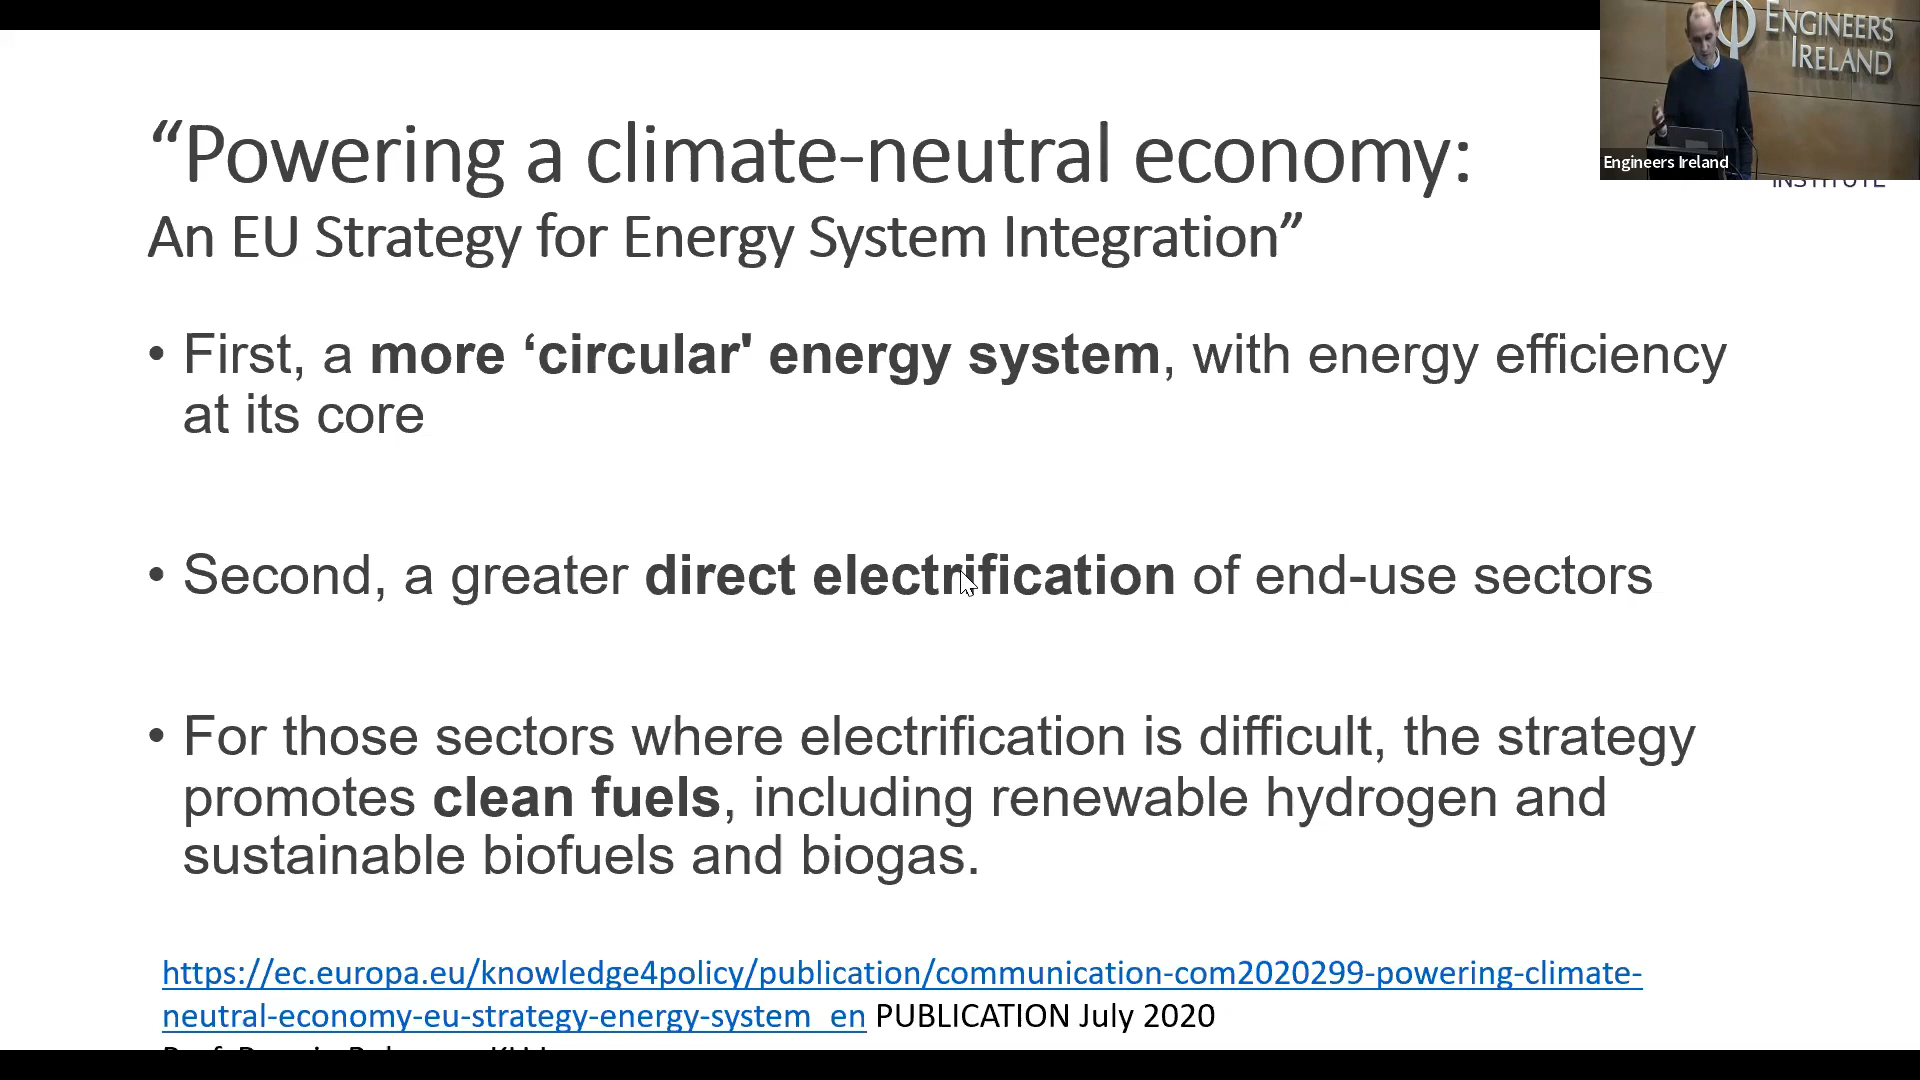 ENGINEERS
IRELAND
Engineers Ireland
INSTITUTE
“Powering a climate-neutral economy:
An EU Strategy for Energy System Integration”
• First, a more ‘circular' energy system, with energy efficiency
at its core
• Second, a greater direct electrification of end-use sectors
• For those sectors where electrification is difficult, the strategy
promotes clean fuels, including renewable hydrogen and
sustainable biofuels and biogas.
https://ec.europa.eu/knowledge4policy/publication/communication-com2020299-powering-climate-
neutral-economy-eu-strategy-energy-system_en PUBLICATION July 2020
Prof